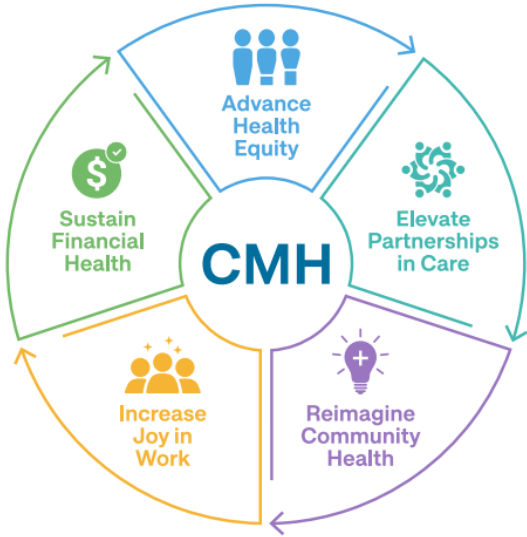 Advance
Health
Equity
Elevate
Partnerships
in Care
Reimagine
Community
Health
Increase
Joy in
Work
Sustain
Financial
Health
CMH